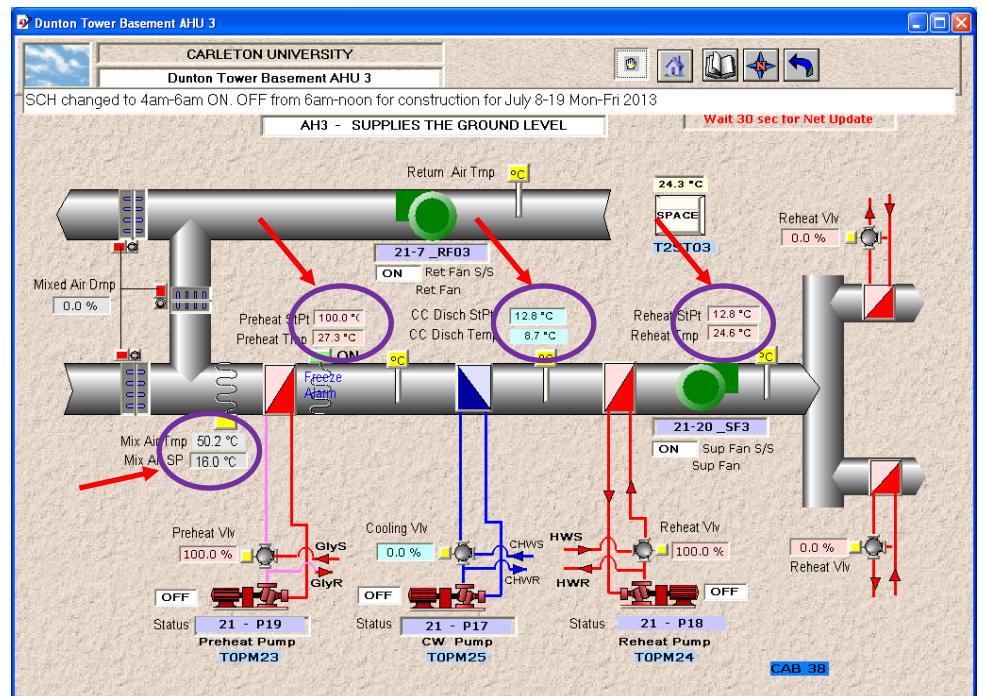 Dunton Tower Basement AHU 3
CARLETON UNIVERSITY
Dunton Tower Basement AHU 3
SCH changed to 4am-6am ON. OFF from 6am-noon for construction for July 8-19 Mon-Fri 2013
AH3 - SUPPLIES THE GROUND LEVEL
Wait 30 sec for Net Update
Return Air Tmp
°C
24.3 °C
SPACE
T2ST03
Reheat Vlv
0.0 %
21-7 _RF03
ON Ret Fan S/S
Ret Fan
Mixed Air Dmp
0.0 %
Preheat StPt 100.0 °(
Preheat Tmp 27.3 °C
ON
CC Disch StPt 12.8 °C
CC Disch Temp 8.7 °C
Reheat StPt 12.8 °C
Reheat Tmp 24.6 °C
°C
°C
°C
Freeze
Alarm
21-20 _SF3
ON Sup Fan S/S
Sup Fan
Mix Air Tmp 50.2 °C
Mix Air SP 16.0 °C
Preheat Vlv
100.0 %
GlyS
GlyR
Cooling Vlv
0.0 %
CHWS
CHWR
HWS
HWR
Reheat Vlv
100.0 %
0.0 %
Reheat Vlv
OFF
OFF
OFF
Status 21 - P19
Preheat Pump
TOPM23
Status 21 - P17
CW Pump
TOPM25
Status 21 - P18
Reheat Pump
TOPM24
CAB 38